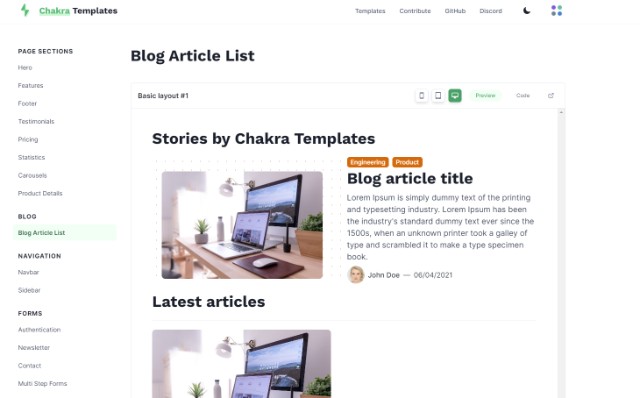 Chakra Templates
Templates
Contribute
GitHub
Discord
PAGE SECTIONS
Hero
Features
Footer
Testimonials
Pricing
Statistics
Carousels
Product Details
BLOG
Blog Article List
NAVIGATION
Navbar
Sidebar
FORMS
Authentication
Newsletter
Contact
Multi Step Forms
Blog Article List
Basic layout #1
Preview
Code
Stories by Chakra Templates
Engineering
Product
Blog article title
Lorem Ipsum is simply dummy text of the printing
and typesetting industry. Lorem Ipsum has been
the industry's standard dummy text ever since the
1500s, when an unknown printer took a galley of
type and scrambled it to make a type specimen
book.
John Doe — 06/04/2021
Latest articles